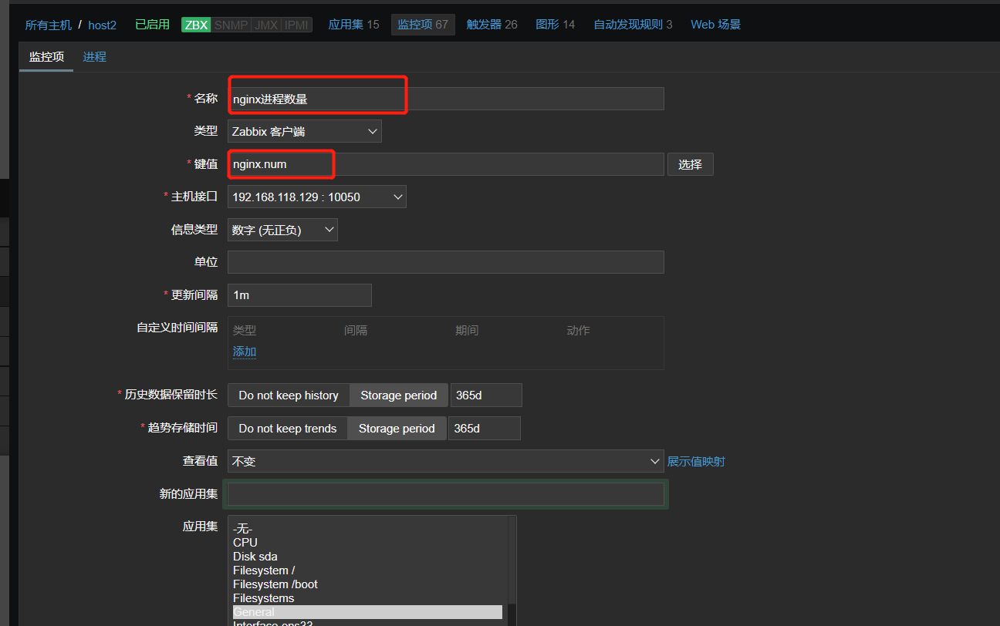 所有主机 / host2 已启用 ZBX SNMP JMX IPMI 应用集 15 监控项 67 触发器 26 图形 14 自动发现规则 3 Web 场景
监控项 进程
* 名称 nginx进程数量
类型 Zabbix 客户端
* 键值 nginx.num 选择
* 主机接口 192.168.118.129 : 10050
信息类型 数字 (无正负)
单位
* 更新间隔 1m
自定义时间间隔 类型 间隔 期间 动作
添加
* 历史数据保留时长 Do not keep history Storage period 365d
* 趋势存储时间 Do not keep trends Storage period 365d
查看值 不变 展示值映射
新的应用集
应用集 -无-
CPU
Disk sda
Filesystem /
Filesystem /boot
Filesystems
General
Interface ens33